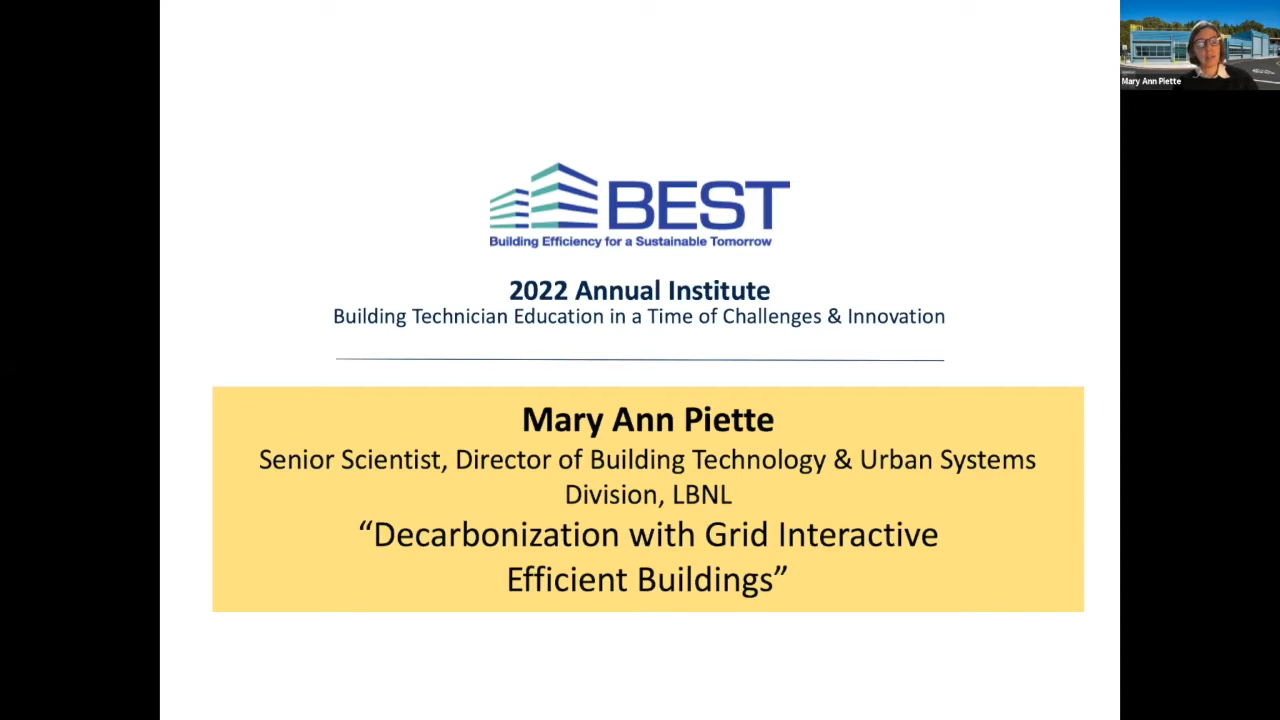 Mary Ann Piette
BEST
Building Efficiency for a Sustainable Tomorrow
2022 Annual Institute
Building Technician Education in a Time of Challenges & Innovation
Mary Ann Piette
Senior Scientist, Director of Building Technology & Urban Systems
Division, LBNL
“Decarbonization with Grid Interactive
Efficient Buildings”